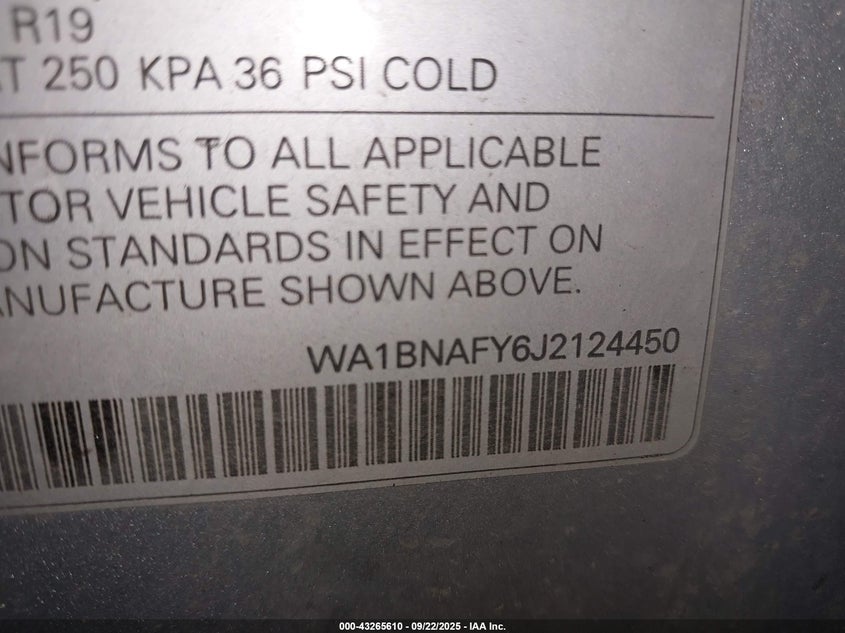 R19
T 250 KPA 36 PSI COLD
NFORMS TO ALL APPLICABLE
TOR VEHICLE SAFETY AND
ON STANDARDS IN EFFECT ON
ANUFACTURE SHOWN ABOVE.
WA1BNAFY6J2124450
000-43265610 - 09/22/2025 - IAA Inc.